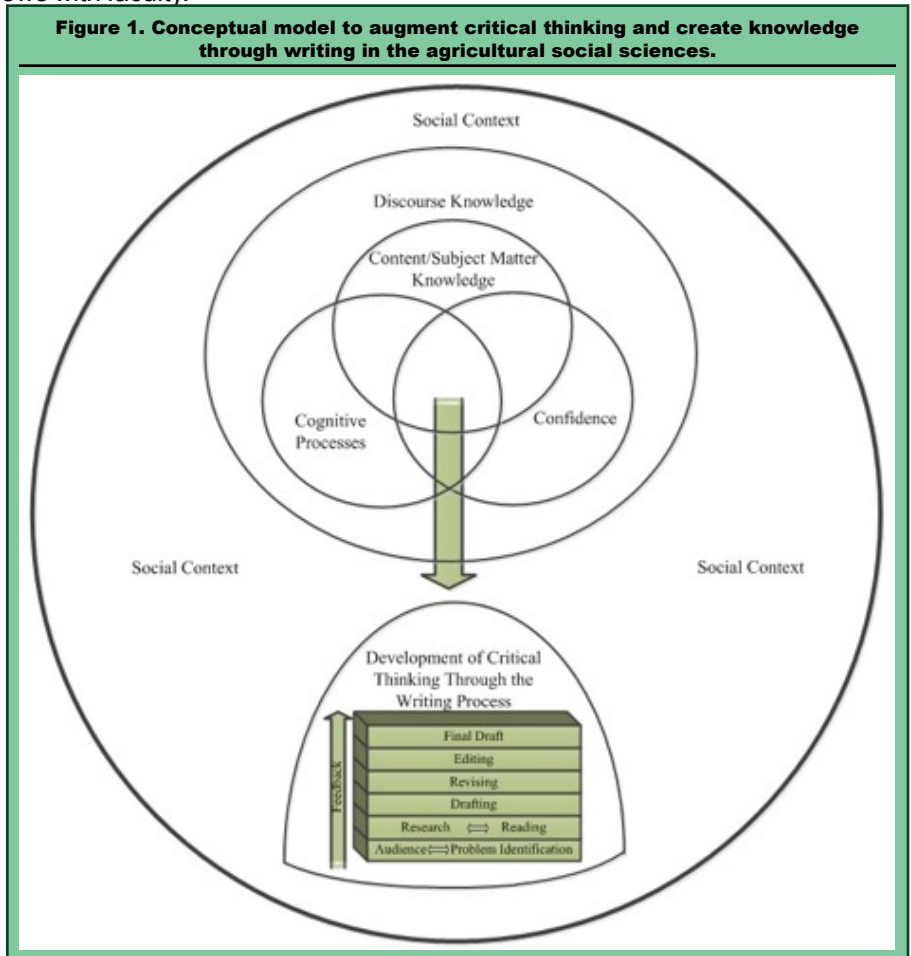 with faculty.
Figure 1. Conceptual model to augment critical thinking and create knowledge
through writing in the agricultural social sciences.
Social Context
Discourse Knowledge
Content/Subject Matter
Knowledge
Cognitive
Processes
Confidence
Social Context
Social Context
Development of Critical
Thinking Through the
Writing Process
Feedback
Final Draft
Editing
Revising
Drafting
Research ⇔ Reading
Audience⇔Problem Identification